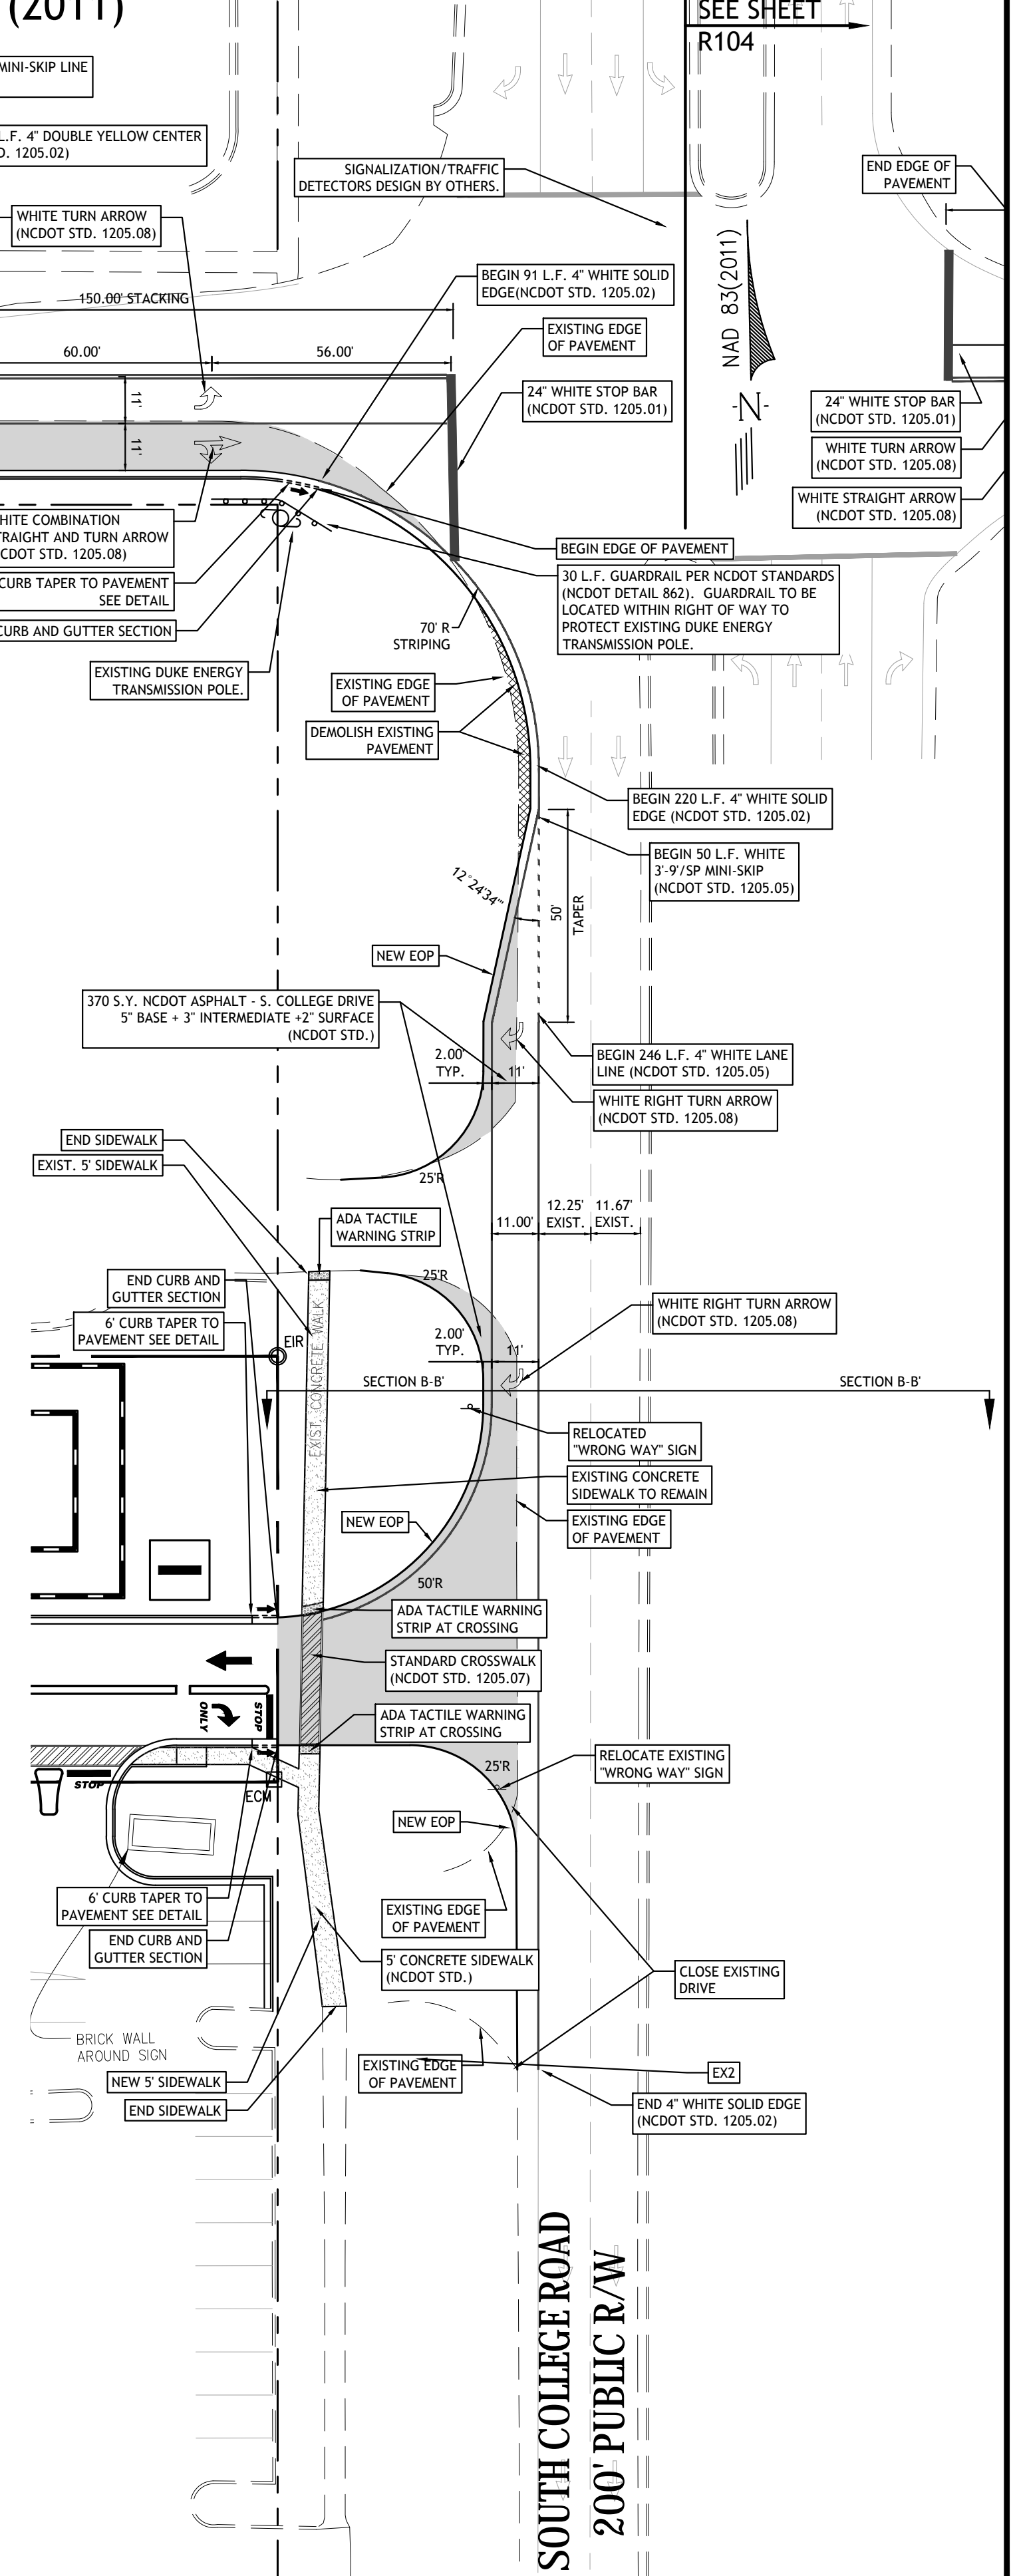 (2011)
SEE SHEET
R104
MINI-SKIP LINE
L.F. 4" DOUBLE YELLOW CENTER
D. 1205.02)
SIGNALIZATION/TRAFFIC
DETECTORS DESIGN BY OTHERS.
END EDGE OF
PAVEMENT
WHITE TURN ARROW
(NCDOT STD. 1205.08)
NAD 83(2011)
-N-
BEGIN 91 L.F. 4" WHITE SOLID
EDGE(NCDOT STD. 1205.02)
150.00' STACKING
EXISTING EDGE
OF PAVEMENT
60.00'
56.00'
24" WHITE STOP BAR
(NCDOT STD. 1205.01)
24" WHITE STOP BAR
(NCDOT STD. 1205.01)
11'
11'
WHITE TURN ARROW
(NCDOT STD. 1205.08)
WHITE STRAIGHT ARROW
(NCDOT STD. 1205.08)
HITE COMBINATION
TRAIGHT AND TURN ARROW
NCDOT STD. 1205.08)
BEGIN EDGE OF PAVEMENT
CURB TAPER TO PAVEMENT
SEE DETAIL
30 L.F. GUARDRAIL PER NCDOT STANDARDS
(NCDOT DETAIL 862). GUARDRAIL TO BE
LOCATED WITHIN RIGHT OF WAY TO
PROTECT EXISTING DUKE ENERGY
TRANSMISSION POLE.
CURB AND GUTTER SECTION
70' R
STRIPING
EXISTING DUKE ENERGY
TRANSMISSION POLE.
EXISTING EDGE
OF PAVEMENT
DEMOLISH EXISTING
PAVEMENT
BEGIN 220 L.F. 4" WHITE SOLID
EDGE (NCDOT STD. 1205.02)
BEGIN 50 L.F. WHITE
3'-9'/SP MINI-SKIP
(NCDOT STD. 1205.05)
12°24'34"
50'
TAPER
NEW EOP
370 S.Y. NCDOT ASPHALT - S. COLLEGE DRIVE
5" BASE + 3" INTERMEDIATE +2" SURFACE
(NCDOT STD.)
2.00'
TYP.
11'
BEGIN 246 L.F. 4" WHITE LANE
LINE (NCDOT STD. 1205.05)
WHITE RIGHT TURN ARROW
(NCDOT STD. 1205.08)
END SIDEWALK
EXIST. 5' SIDEWALK
25'R
ADA TACTILE
WARNING STRIP
11.00'
12.25'
EXIST.
11.67'
EXIST.
END CURB AND
GUTTER SECTION
25'R
6' CURB TAPER TO
PAVEMENT SEE DETAIL
WHITE RIGHT TURN ARROW
(NCDOT STD. 1205.08)
EIR
EXIST. CONCRETE WALK
2.00'
TYP.
11'
SECTION B-B'
SECTION B-B'
RELOCATED
"WRONG WAY" SIGN
EXISTING CONCRETE
SIDEWALK TO REMAIN
NEW EOP
EXISTING EDGE
OF PAVEMENT
50'R
ADA TACTILE WARNING
STRIP AT CROSSING
STANDARD CROSSWALK
(NCDOT STD. 1205.07)
ONLY
STOP
ADA TACTILE WARNING
STRIP AT CROSSING
25'R
RELOCATE EXISTING
"WRONG WAY" SIGN
STOP
ECM
NEW EOP
6' CURB TAPER TO
PAVEMENT SEE DETAIL
EXISTING EDGE
OF PAVEMENT
END CURB AND
GUTTER SECTION
5' CONCRETE SIDEWALK
(NCDOT STD.)
CLOSE EXISTING
DRIVE
BRICK WALL
AROUND SIGN
EXISTING EDGE
OF PAVEMENT
EX2
NEW 5' SIDEWALK
END SIDEWALK
END 4" WHITE SOLID EDGE
(NCDOT STD. 1205.02)
SOUTH COLLEGE ROAD
200' PUBLIC R/W